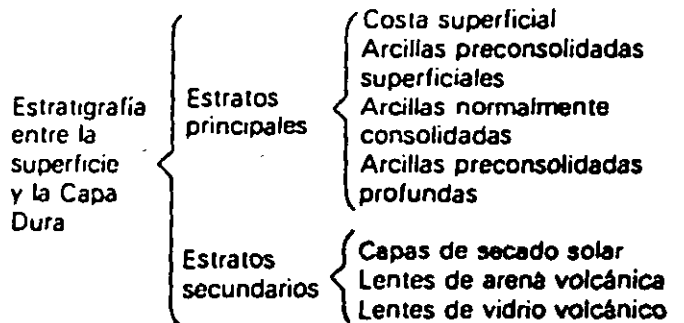 Estratigrafía
entre la
superficie
y la Capa
Dura
Estratos
principales
Costa superficial
Arcillas preconsolidadas
superficiales
Arcillas normalmente
consolidadas
Arcillas preconsolidadas
profundas
Estratos
secundarios
Capas de secado solar
Lentes de arena volcánica
Lentes de vidrio volcánico